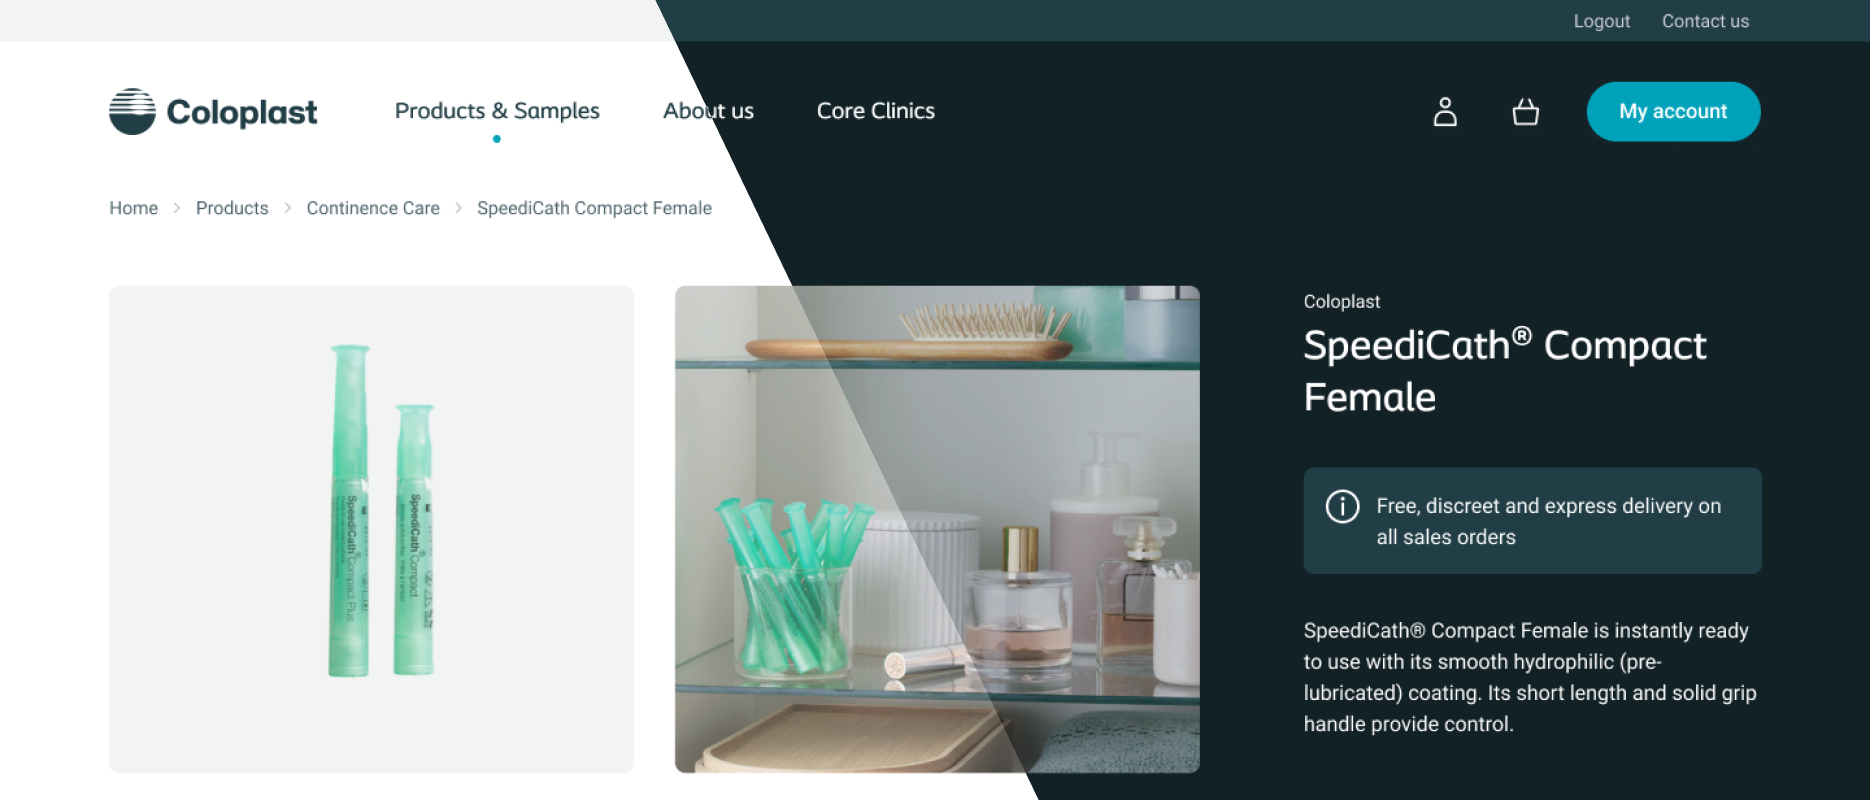 Logout Contact us
Coloplast Products & Samples About us Core Clinics My account
Home Products Continence Care SpeediCath Compact Female
Coloplast
SpeediCath® Compact
Female
Free, discreet and express delivery on
all sales orders
SpeediCath® Compact Female is instantly ready
to use with its smooth hydrophilic (pre-
lubricated) coating. Its short length and solid grip
handle provide control.
SpeediCath® Compact Plus
SpeediCath® Compact